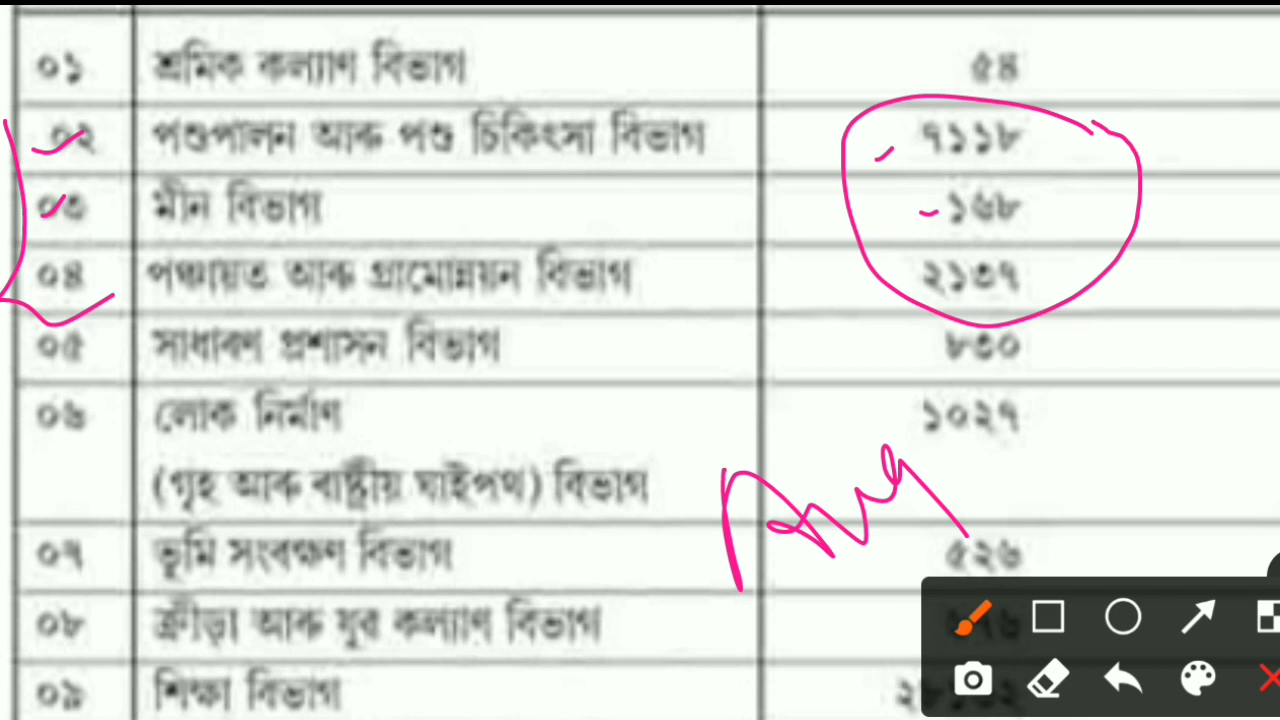 ০১ শ্ৰমিক কল্যাণ বিভাগ ৫৪
০২ পশুপালন আৰু পশু চিকিৎসা বিভাগ ৭১১৮
০৩ মীন বিভাগ ১৬৮
০৪ পঞ্চায়ত আৰু গ্ৰামোন্নয়ন বিভাগ ২১৩৭
০৫ সাধাৰণ প্ৰশাসন বিভাগ ৮৩০
০৬ লোক নিৰ্মাণ ১০২৭
(গৃহ আৰু ৰাষ্ট্ৰীয় ঘাইপথ) বিভাগ
০৭ ভূমি সংৰক্ষণ বিভাগ ৫২৬
০৮ ক্ৰীড়া আৰু যুৱ কল্যাণ বিভাগ
০৯ শিক্ষা বিভাগ